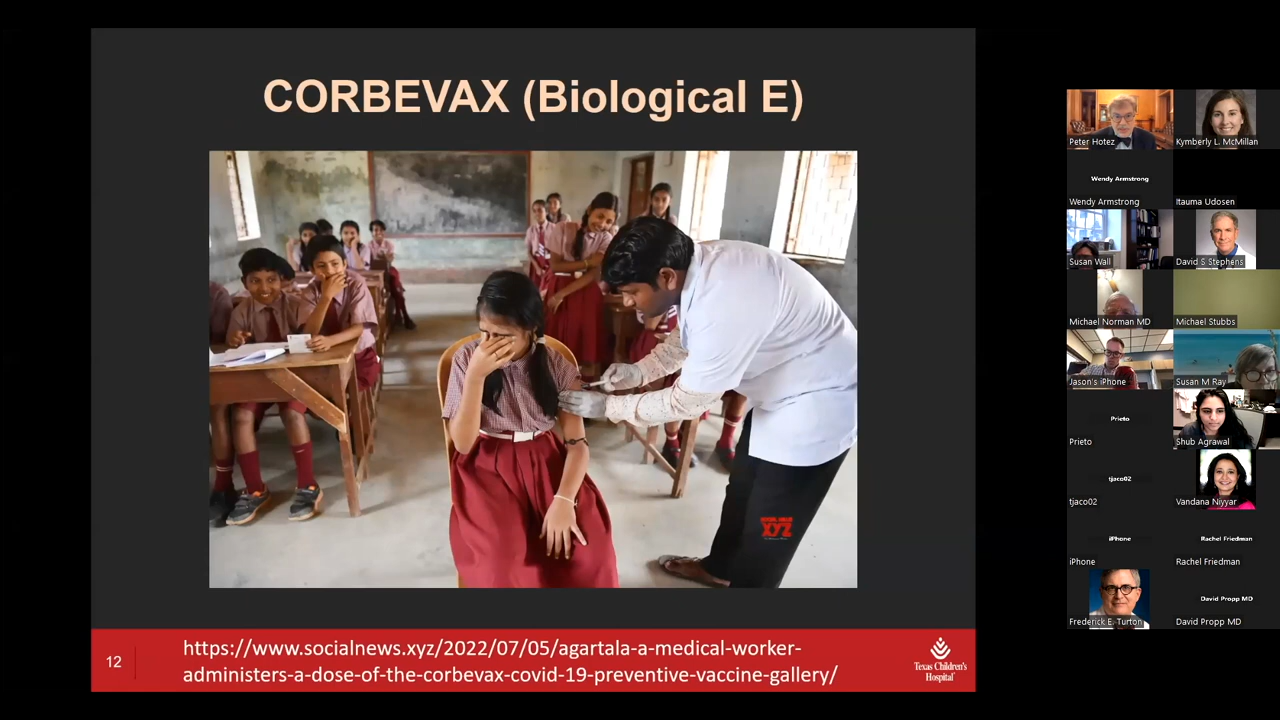 CORBEVAX (Biological E)
XYZ
12
https://www.socialnews.xyz/2022/07/05/agartala-a-medical-worker-
administers-a-dose-of-the-corbevax-covid-19-preventive-vaccine-gallery/
Texas Children's
Hospital
Peter Hotez
Kymberly L. McMillan
Wendy Armstrong
Wendy Armstrong
Itauma Udosen
Susan Wall
David S Stephens
Michael Norman MD
Michael Stubbs
Jason's iPhone
Susan M Ray
Prieto
Prieto
Shub Agrawal
tjaco02
tjaco02
Vandana Niyyar
iPhone
iPhone
Rachel Friedman
Rachel Friedman
Frederick E. Turton
David Propp MD
David Propp MD